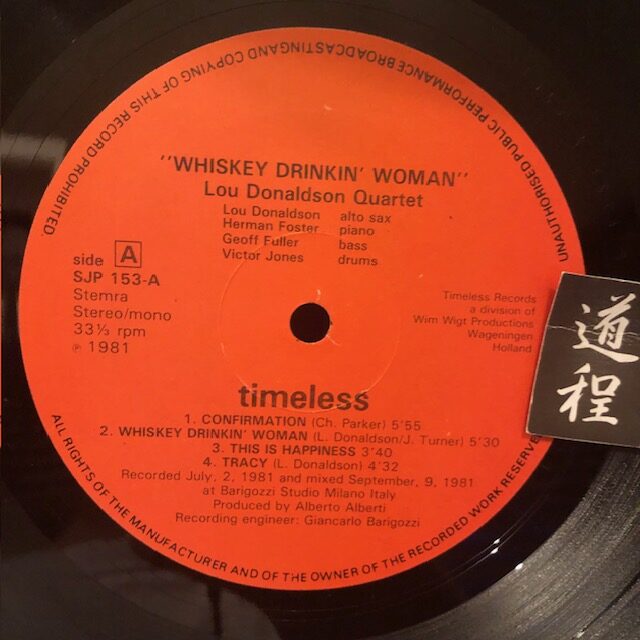 UNAUTHORISED PUBLIC PERFORMANCE BROADCASTING AND COPYING OF THIS RECORD PROHIBITED.
''WHISKEY DRINKIN' WOMAN''
Lou Donaldson Quartet
Lou Donaldson alto sax
Herman Foster piano
Geoff Fuller bass
Victor Jones drums
side A
SJP 153-A
Stemra
Stereo/mono
33⅓ rpm
℗ 1981
Timeless Records
a division of
Wim Wigt Productions
Wageningen
Holland
道程
timeless
1. CONFIRMATION (Ch. Parker) 5'55
2. WHISKEY DRINKIN' WOMAN (L. Donaldson/J. Turner) 5'30
3. THIS IS HAPPINESS 3"40
4. TRACY (L. Donaldson) 4'32
Recorded July, 2, 1981 and mixed September, 9, 1981
at Barigozzi Studio Milano Italy
Produced by Alberto Alberti
Recording engineer: Giancarlo Barigozzi
ALL RIGHTS OF THE MANUFACTURER AND OF THE OWNER OF THE RECORDED WORK RESERVE